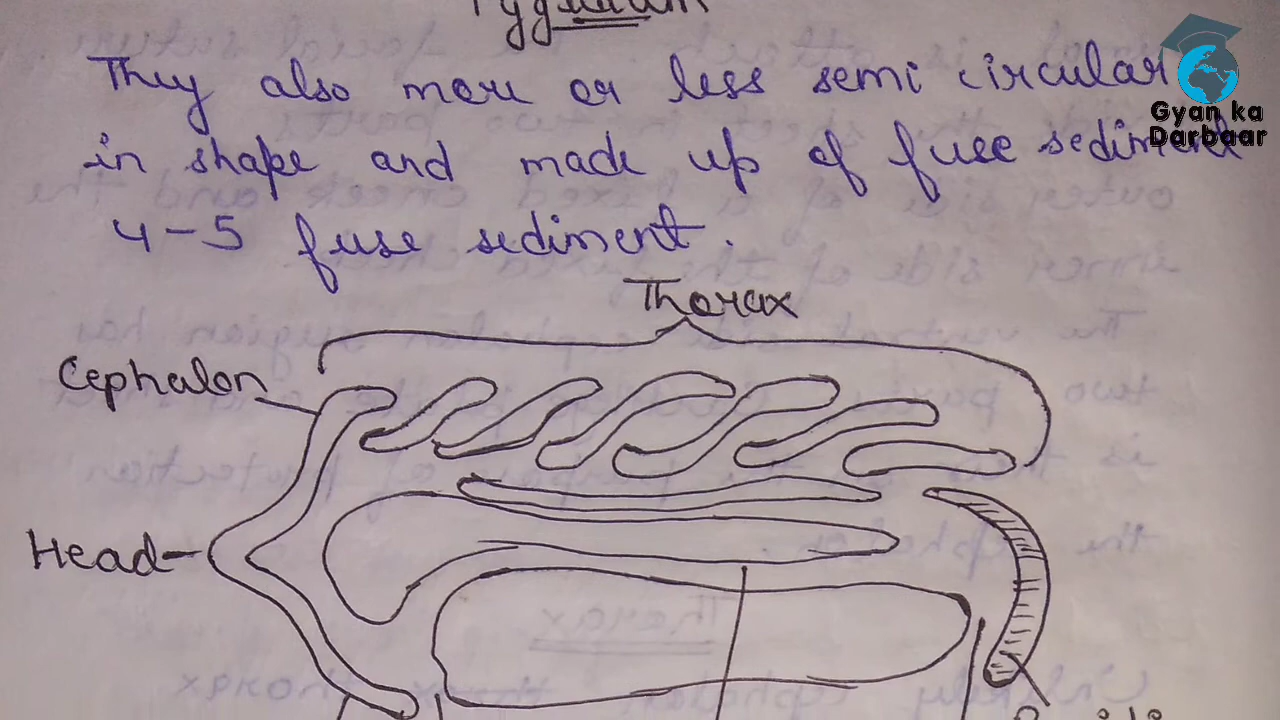 They also more or less semi circular
in shape and made up of fuse sediment
4-5 fuse sediment.
Gyan ka
Darbaar
Thorax
Cephalon
Head